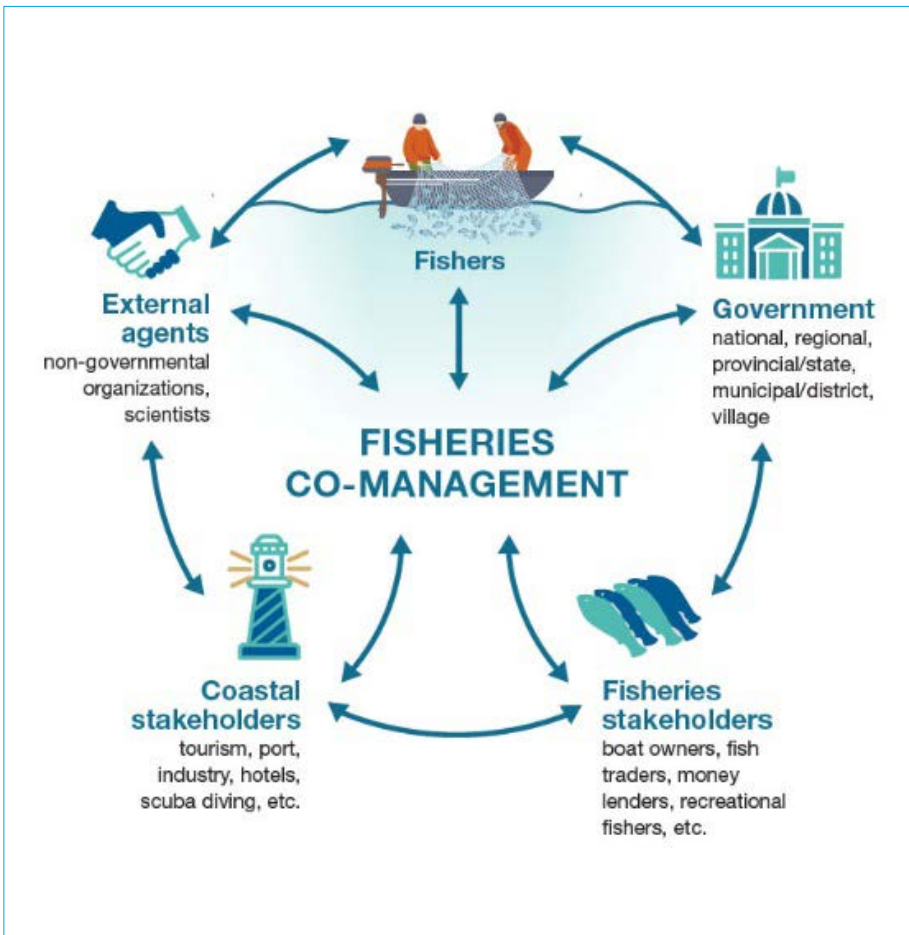 Fishers
External
agents
non-governmental
organizations,
scientists
Government
national, regional,
provincial/state,
municipal/district,
village
FISHERIES
CO-MANAGEMENT
Coastal
stakeholders
tourism, port,
industry, hotels,
scuba diving, etc.
Fisheries
stakeholders
boat owners, fish
traders, money
lenders, recreational
fishers, etc.